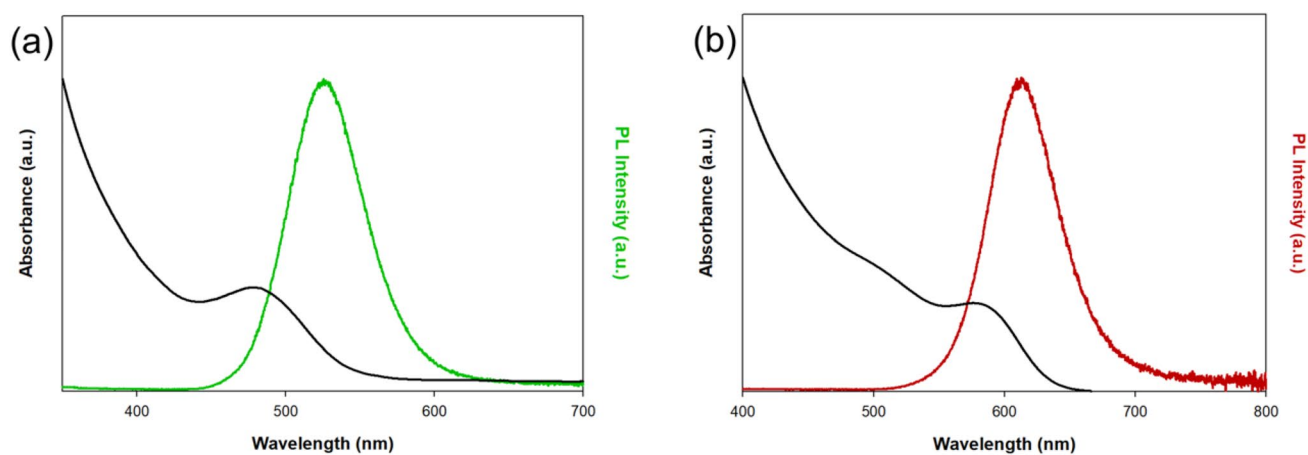 (a)
Absorbance (a.u.)
PL Intensity (a.u.)
400 500 600 700
Wavelength (nm)
(b)
Absorbance (a.u.)
PL Intensity (a.u.)
400 500 600 700 800
Wavelength (nm)